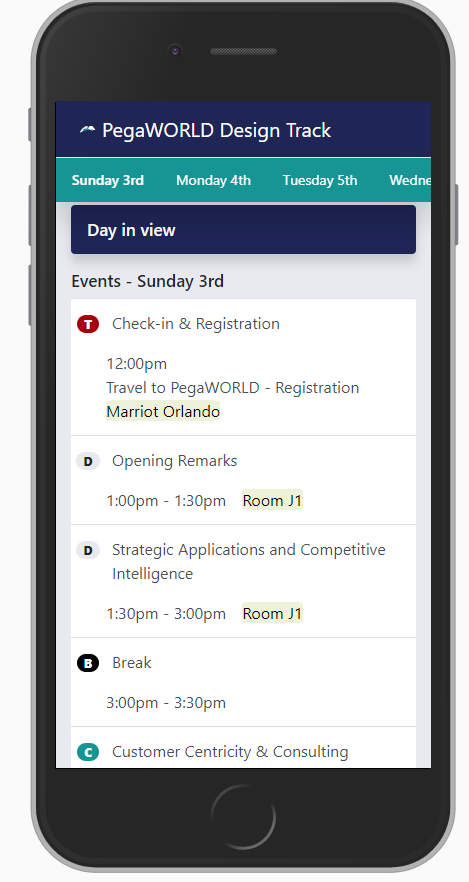 PegaWORLD Design Track
Sunday 3rd Monday 4th Tuesday 5th Wedne
Day in view
Events - Sunday 3rd
T Check-in & Registration
12:00pm
Travel to PegaWORLD - Registration
Marriot Orlando
D Opening Remarks
1:00pm - 1:30pm Room J1
D Strategic Applications and Competitive
Intelligence
1:30pm - 3:00pm Room J1
B Break
3:00pm - 3:30pm
C Customer Centricity & Consulting